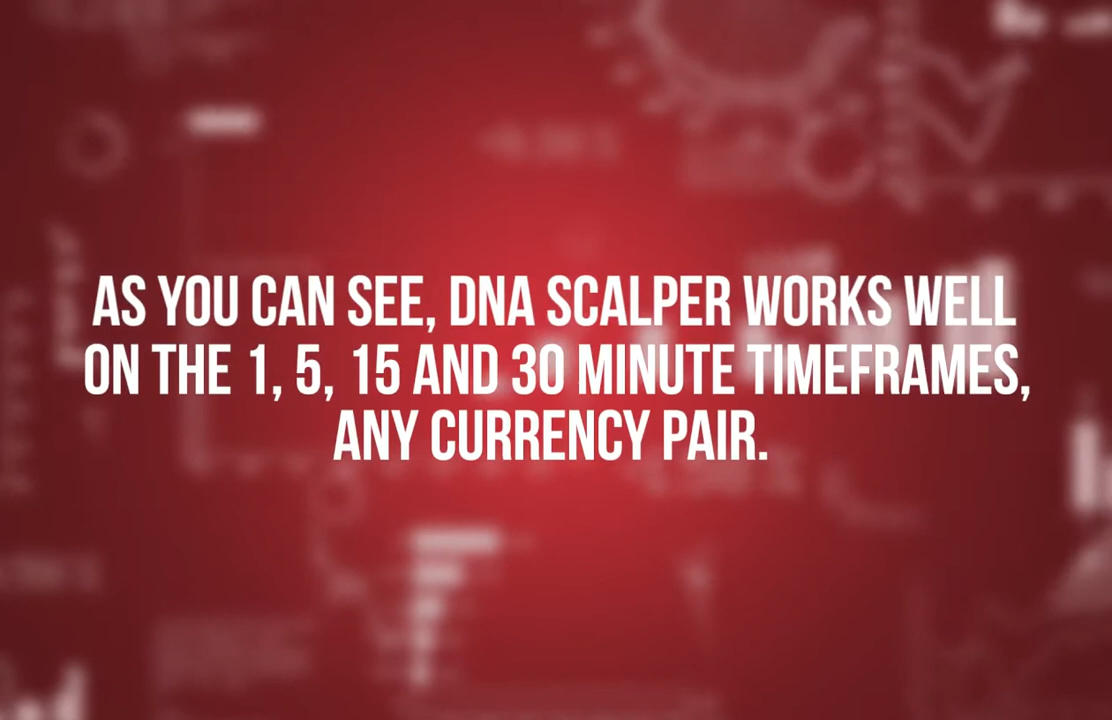 AS YOU CAN SEE, DNA SCALPER WORKS WELL
ON THE 1, 5, 15 AND 30 MINUTE TIMEFRAMES,
ANY CURRENCY PAIR.